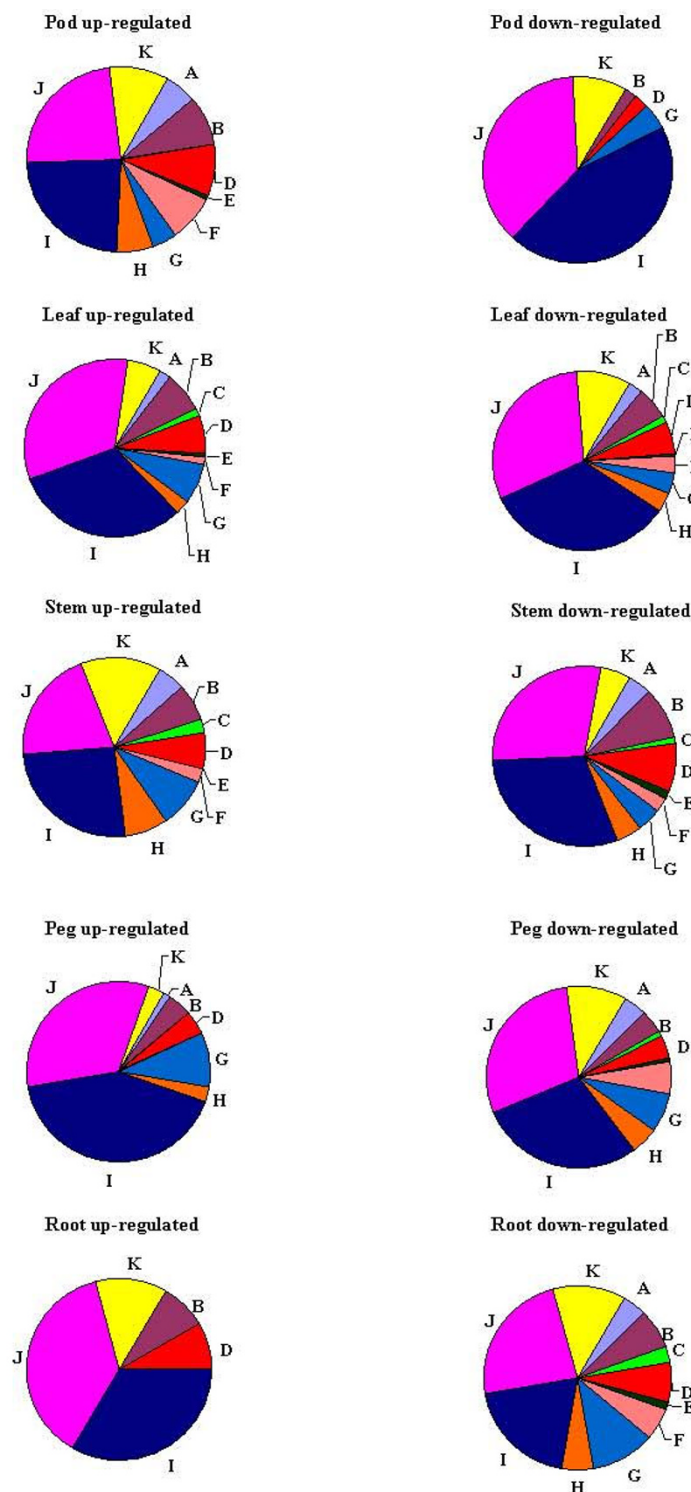 Pod up-regulated
K
A
J
B
D
E
F
I
G
H
Pod down-regulated
K
B
D
G
J
I
Leaf up-regulated
K
A
B
J
C
D
E
F
G
H
I
Leaf down-regulated
B
K
A
C
J
H
I
Stem up-regulated
K
A
B
J
C
D
E
G
F
I
H
Stem down-regulated
J
K
A
B
C
D
E
F
I
H
G
Peg up-regulated
K
J
A
B
D
G
H
I
Peg down-regulated
K
A
J
B
D
G
H
I
Root up-regulated
K
B
J
D
I
Root down-regulated
K
A
J
B
C
D
E
F
I
G
H